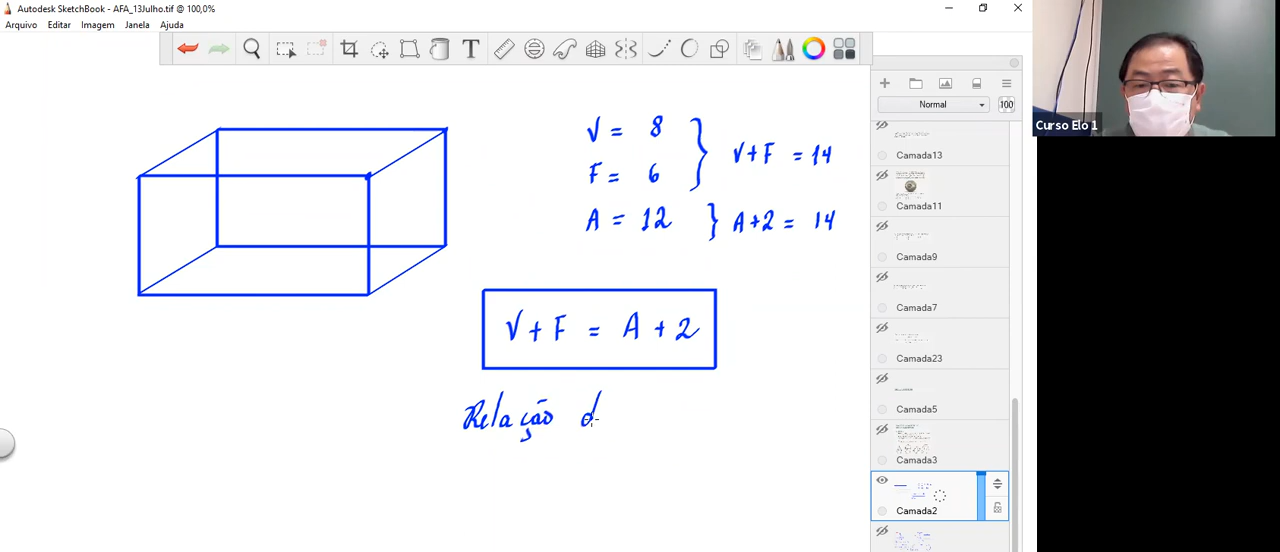 Autodesk SketchBook - AFA_13Julho.tif @ 100,0%
Arquivo Editar Imagem Janela Ajuda
T
Normal 100
Curso Elo 1
Camada13
Camada11
Camada9
Camada7
Camada23
Camada5
Camada3
Camada2
V = 8
F = 6
V+F = 14
A = 12
A+2 = 14
V + F = A + 2
Relação d